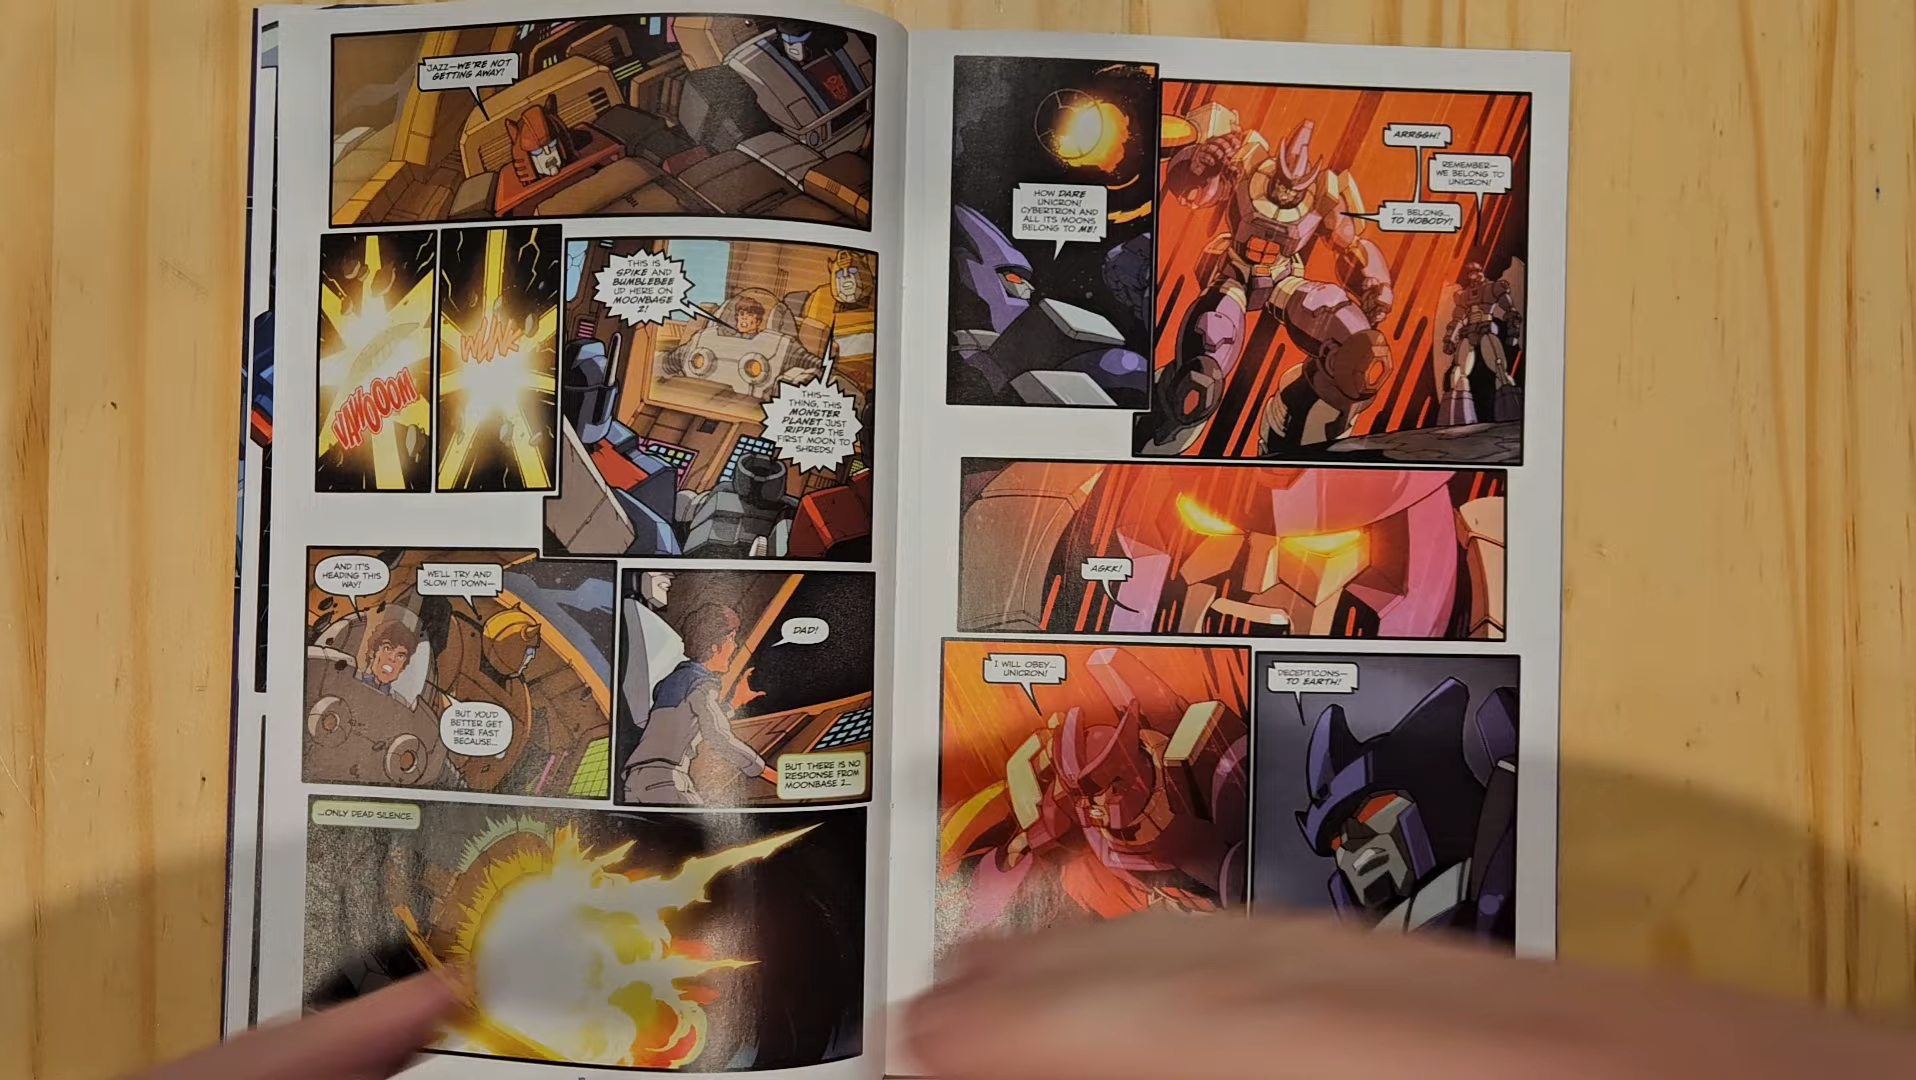 JAZZ—WE'RE NOT
GETTING AWAY!
VAWOOOM!
WUNK
THIS IS
SPIKE AND
BUMBLEBEE
UP HERE ON
MOONBASE
2!
THIS—
THING, THIS
MONSTER
PLANET JUST
RIPPED THE
FIRST MOON TO
SHREDS!
AND IT'S
HEADING THIS
WAY!
WE'LL TRY AND
SLOW IT DOWN—
BUT YOU'D
BETTER GET
HERE FAST
BECAUSE...
DAD!
BUT THERE IS NO
RESPONSE FROM
MOONBASE 2...
...ONLY DEAD SILENCE.
HOW DARE
UNICRON!
CYBERTRON AND
ALL ITS MOONS
BELONG TO ME!
ARRGGH!
REMEMBER—
WE BELONG TO
UNICRON!
I... BELONG...
TO NOBODY!
AGKK!
I WILL OBEY...
UNICRON!
DECEPTICONS—
TO EARTH!